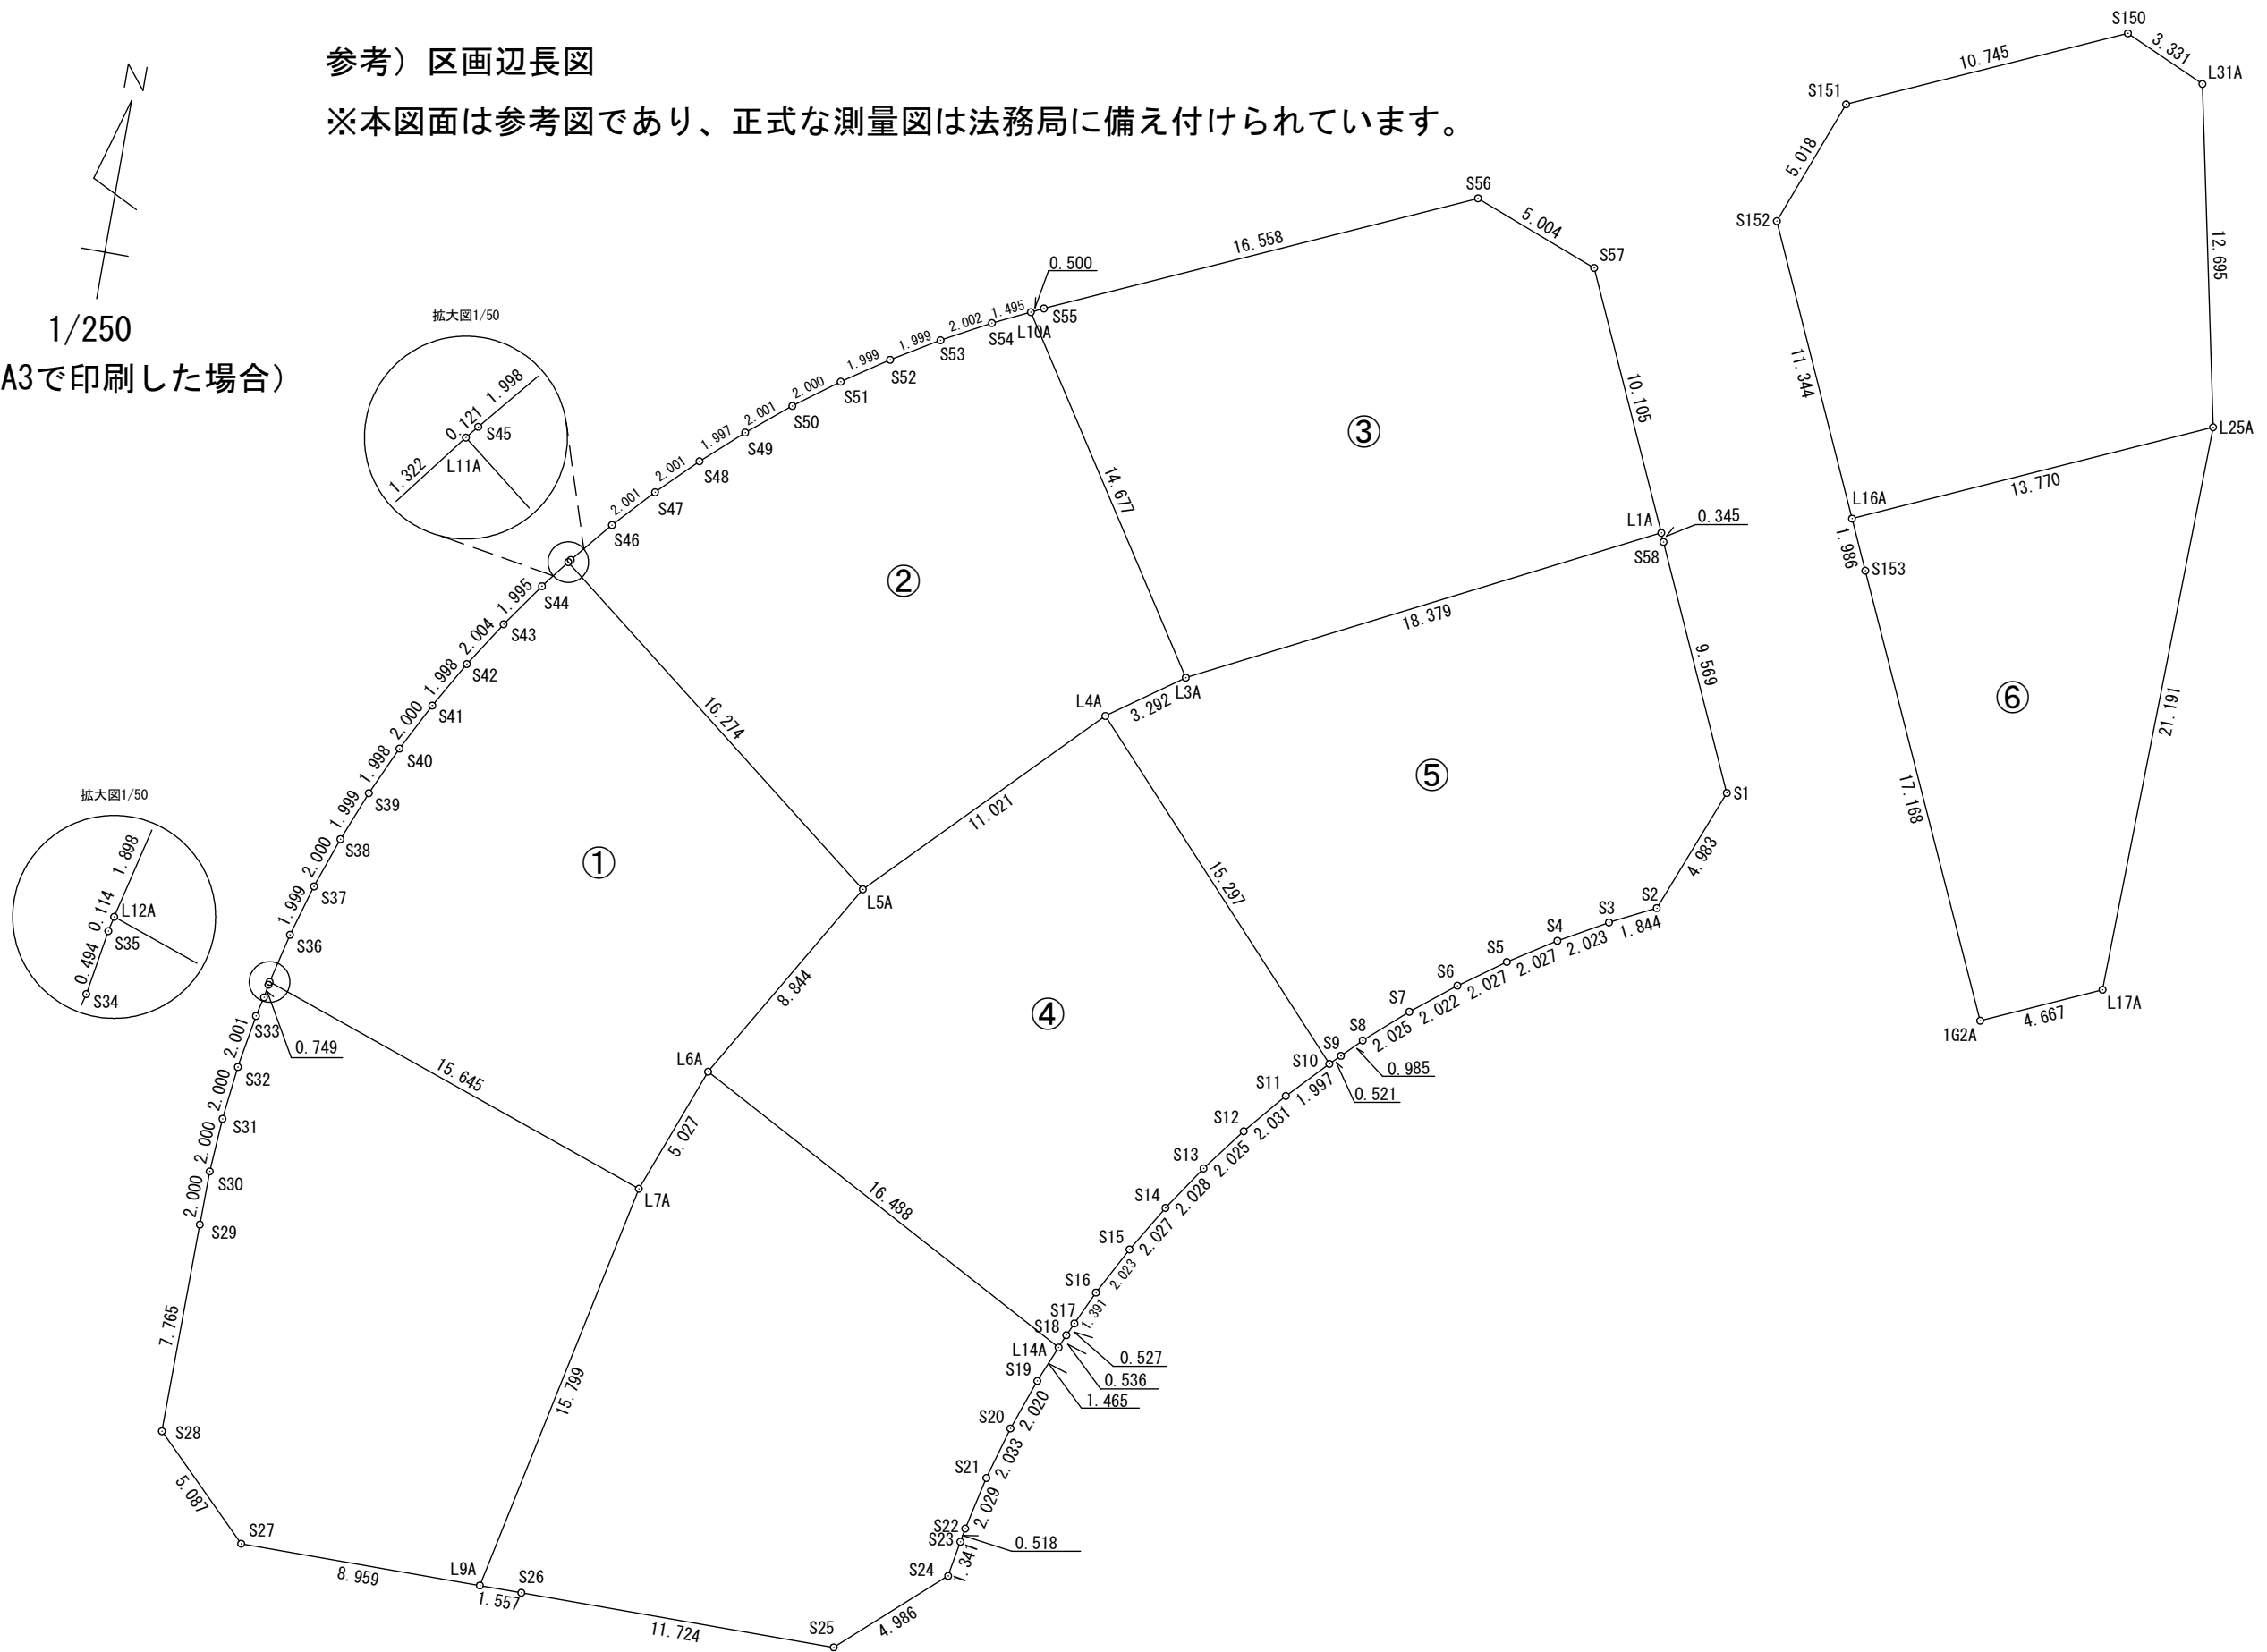 参考）区画辺長図
※本図面は参考図であり、正式な測量図は法務局に備え付けられています。
N
1/250
A3で印刷した場合）
S150
3.331
L31A
10.745
S151
5.018
S152
12.695
11.344
L25A
L16A
13.770
1.986
S153
⑥
21.191
17.168
L17A
1G2A
4.667
S56
5.004
S57
16.558
0.500
S55
L10A
1.495
S54
2.002
S53
1.999
S52
1.999
S51
2.000
S50
2.001
S49
1.997
S48
2.001
S47
2.001
S46
拡大図1/50
1.998
0.121
S45
L11A
1.322
③
10.105
14.677
L1A
0.345
S58
18.379
②
9.569
S44
1.995
S43
2.004
S42
1.998
S41
2.000
S40
1.998
S39
1.999
S38
2.000
S37
1.999
S36
16.274
L4A
L3A
3.292
⑤
S1
4.983
11.021
L5A
①
15.297
拡大図1/50
1.898
L12A
0.114
S35
0.494
S34
S2
1.844
S3
2.023
S4
2.027
S5
2.027
S6
2.022
S7
2.025
S8
0.985
S9
0.521
S10
1.997
S11
2.031
S12
2.025
S13
2.028
S14
2.027
S15
2.023
S16
1.391
S17
0.527
S18
0.536
L14A
1.465
S19
2.020
S20
2.033
S21
2.029
S22
0.518
S23
1.341
S24
4.986
S25
8.844
④
L6A
5.027
L7A
15.645
16.488
0.749
S33
2.001
S32
2.000
S31
2.000
S30
2.000
S29
7.765
S28
5.087
S27
8.959
15.799
L9A
1.557
S26
11.724